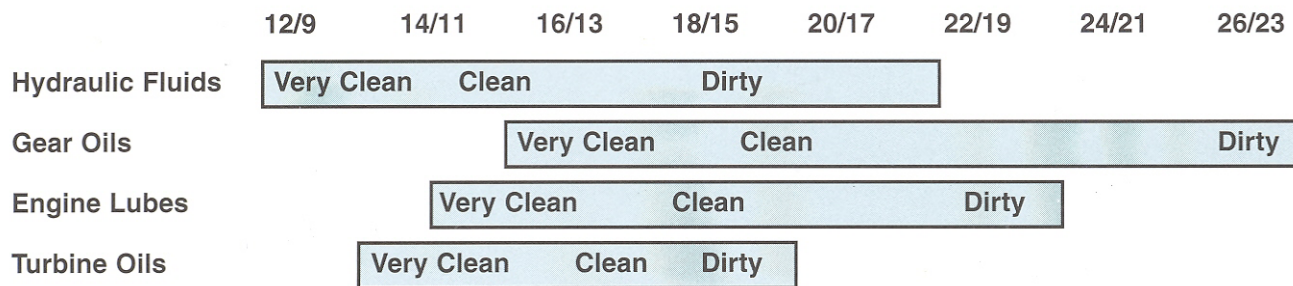 12/9 14/11 16/13 18/15 20/17 22/19 24/21 26/23
Hydraulic Fluids Very Clean Clean Dirty
Gear Oils Very Clean Clean Dirty
Engine Lubes Very Clean Clean Dirty
Turbine Oils Very Clean Clean Dirty